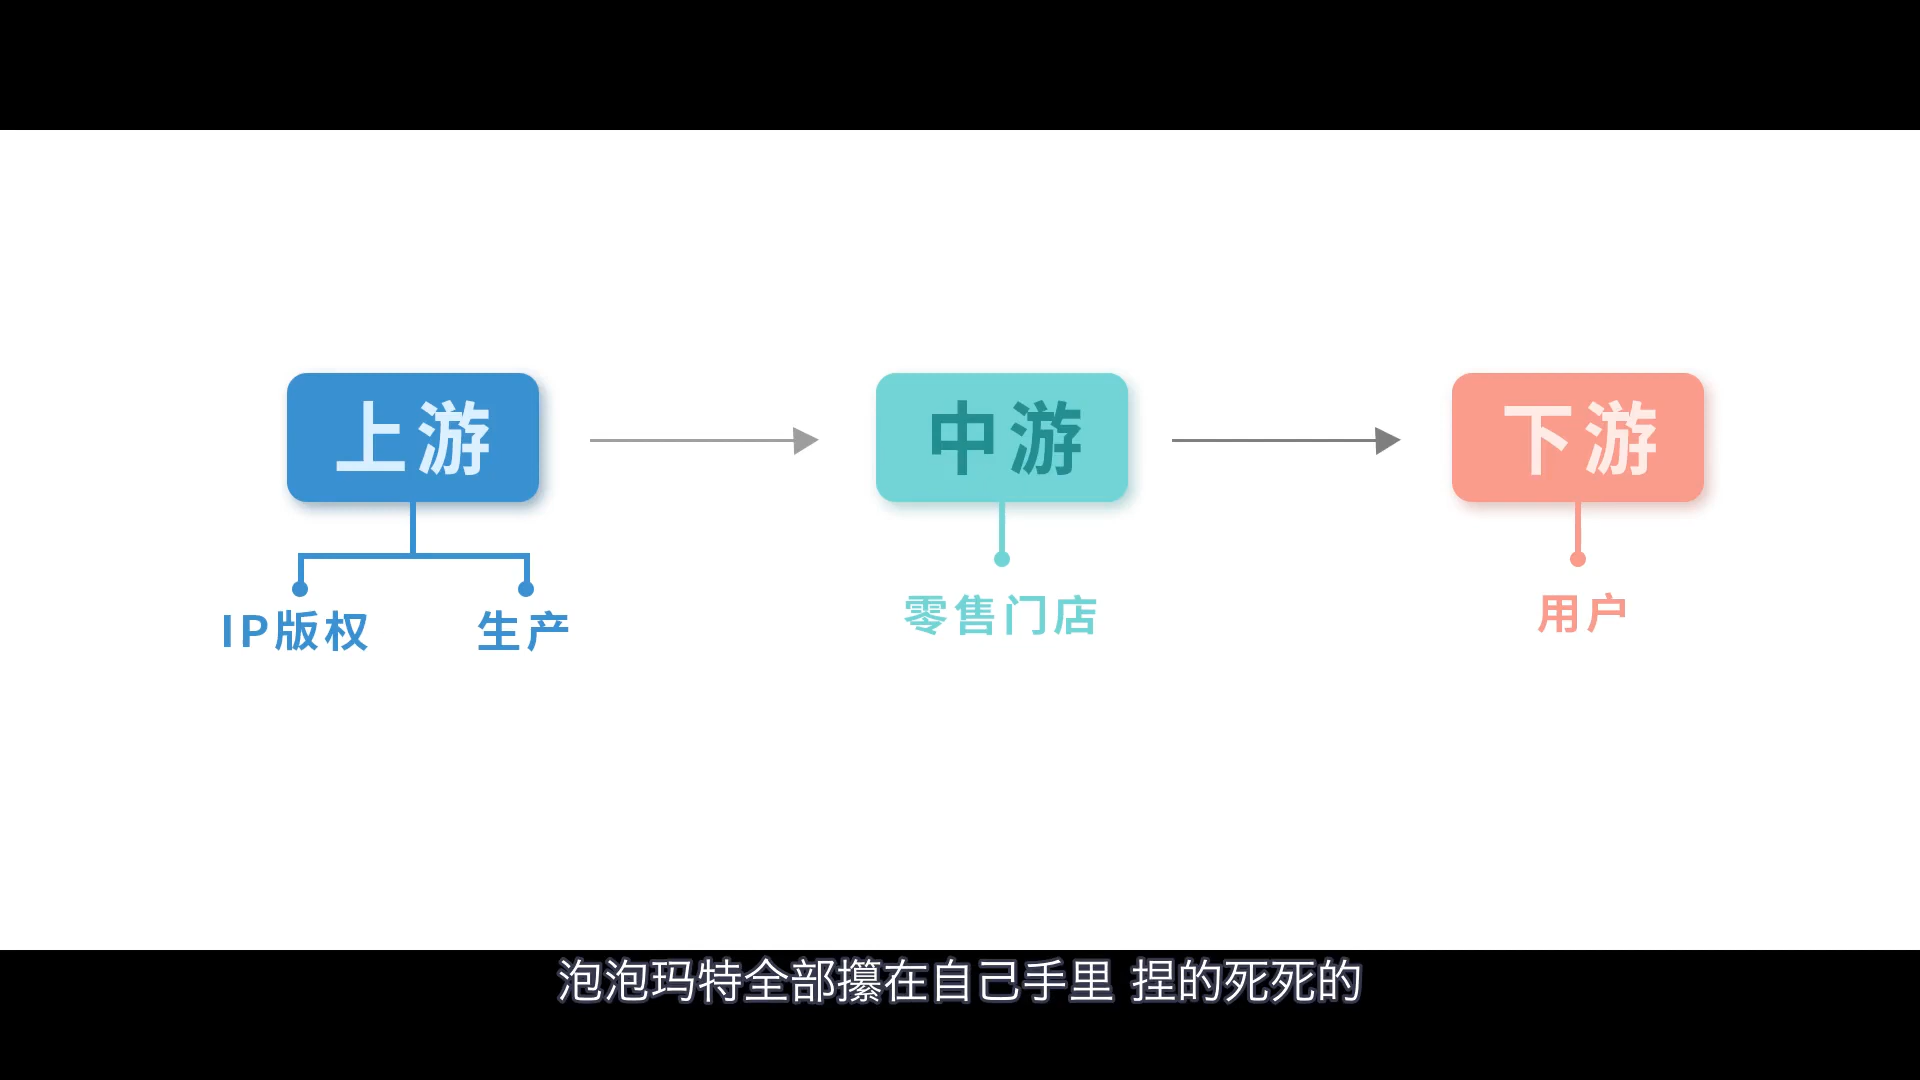 上游
中游
下游
IP版权
生产
零售门店
用户
泡泡玛特全部攥在自己手里 捏的死死的